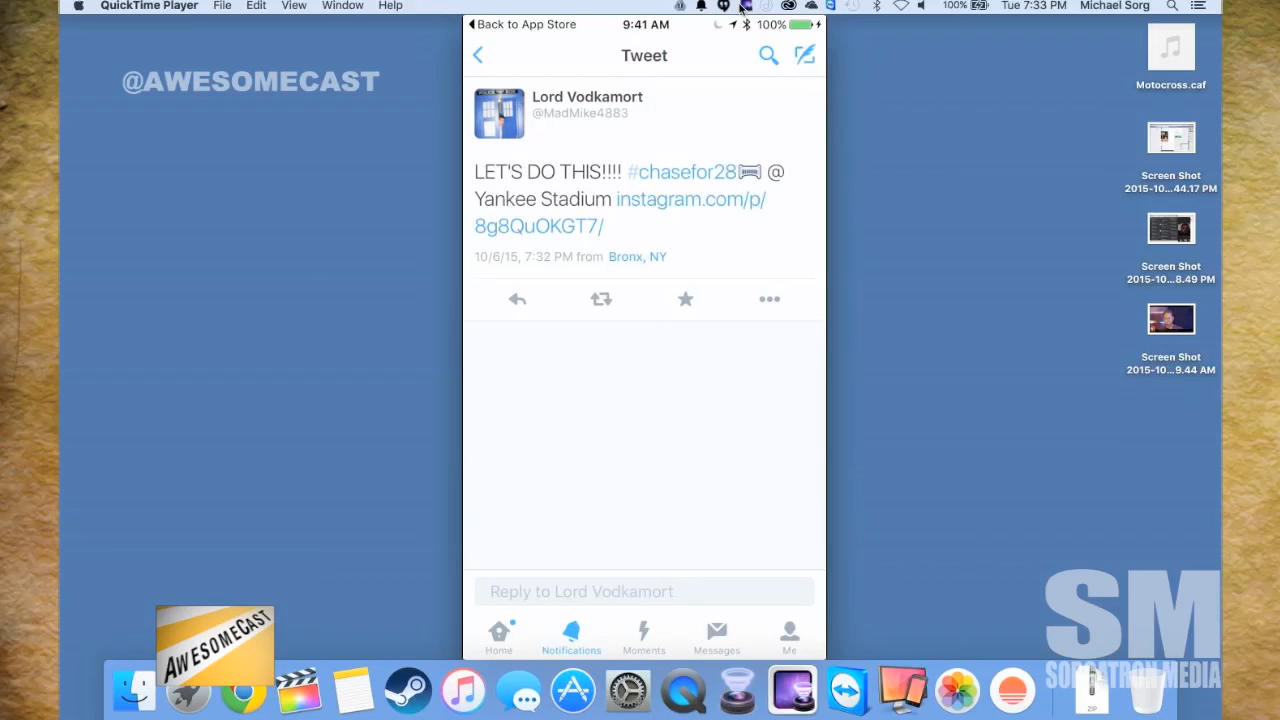 QuickTime Player File Edit View Window Help
100% Tue 7:33 PM Michael Sorg
Back to App Store 9:41 AM 100%
@AWESOMECAST
Tweet
Lord Vodkamort
@MadMike4883
LET'S DO THIS!!!! #chasefor28 @
Yankee Stadium instagram.com/p/
8g8QuOKGT7/
10/6/15, 7:32 PM from Bronx, NY
Reply to Lord Vodkamort
Home Notifications Moments Messages Me
Motocross.caf
Screen Shot
2015-10...44.17 PM
Screen Shot
2015-10...8.49 PM
Screen Shot
2015-10...9.44 AM
AWESOMECAST
SM
SORGATRON MEDIA
ZIP